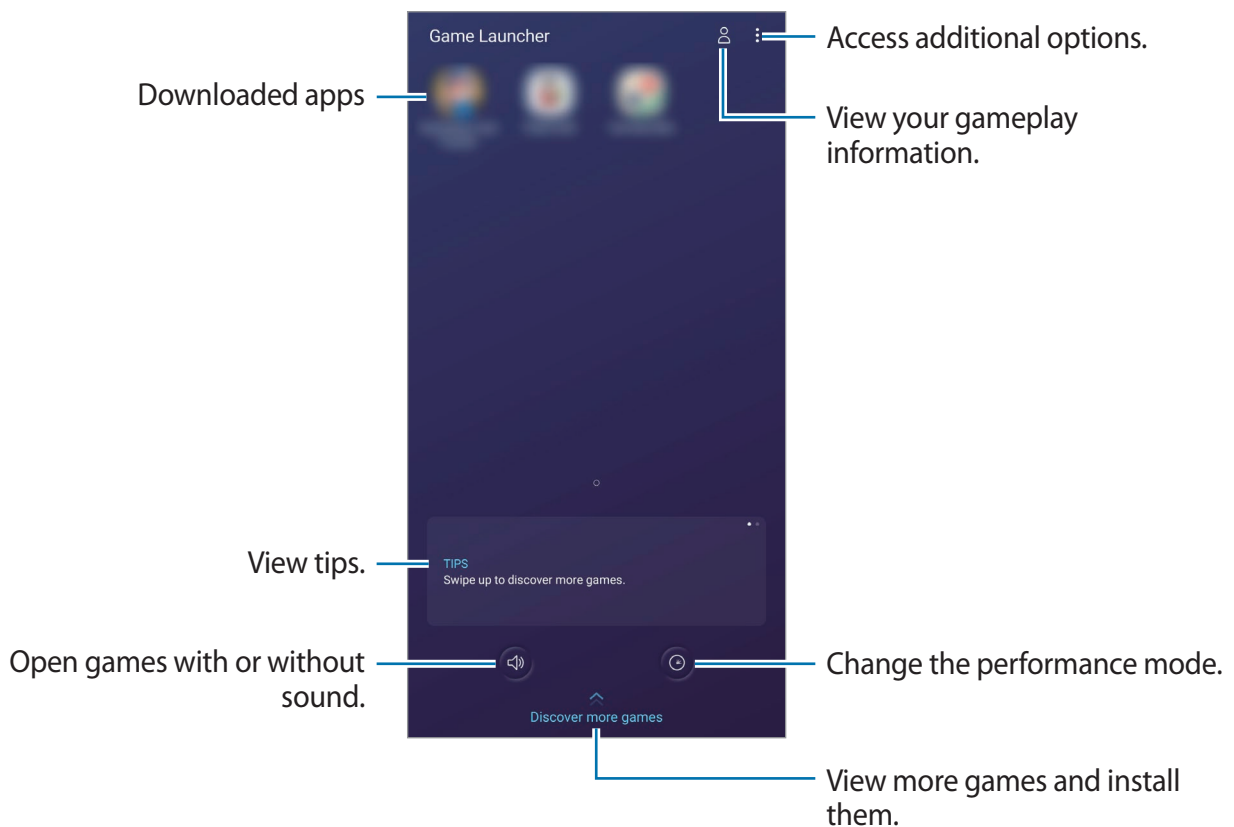 Game Launcher
Access additional options.
Downloaded apps
View your gameplay
information.
View tips.
TIPS
Swipe up to discover more games.
Open games with or without
sound.
Change the performance mode.
Discover more games
View more games and install
them.